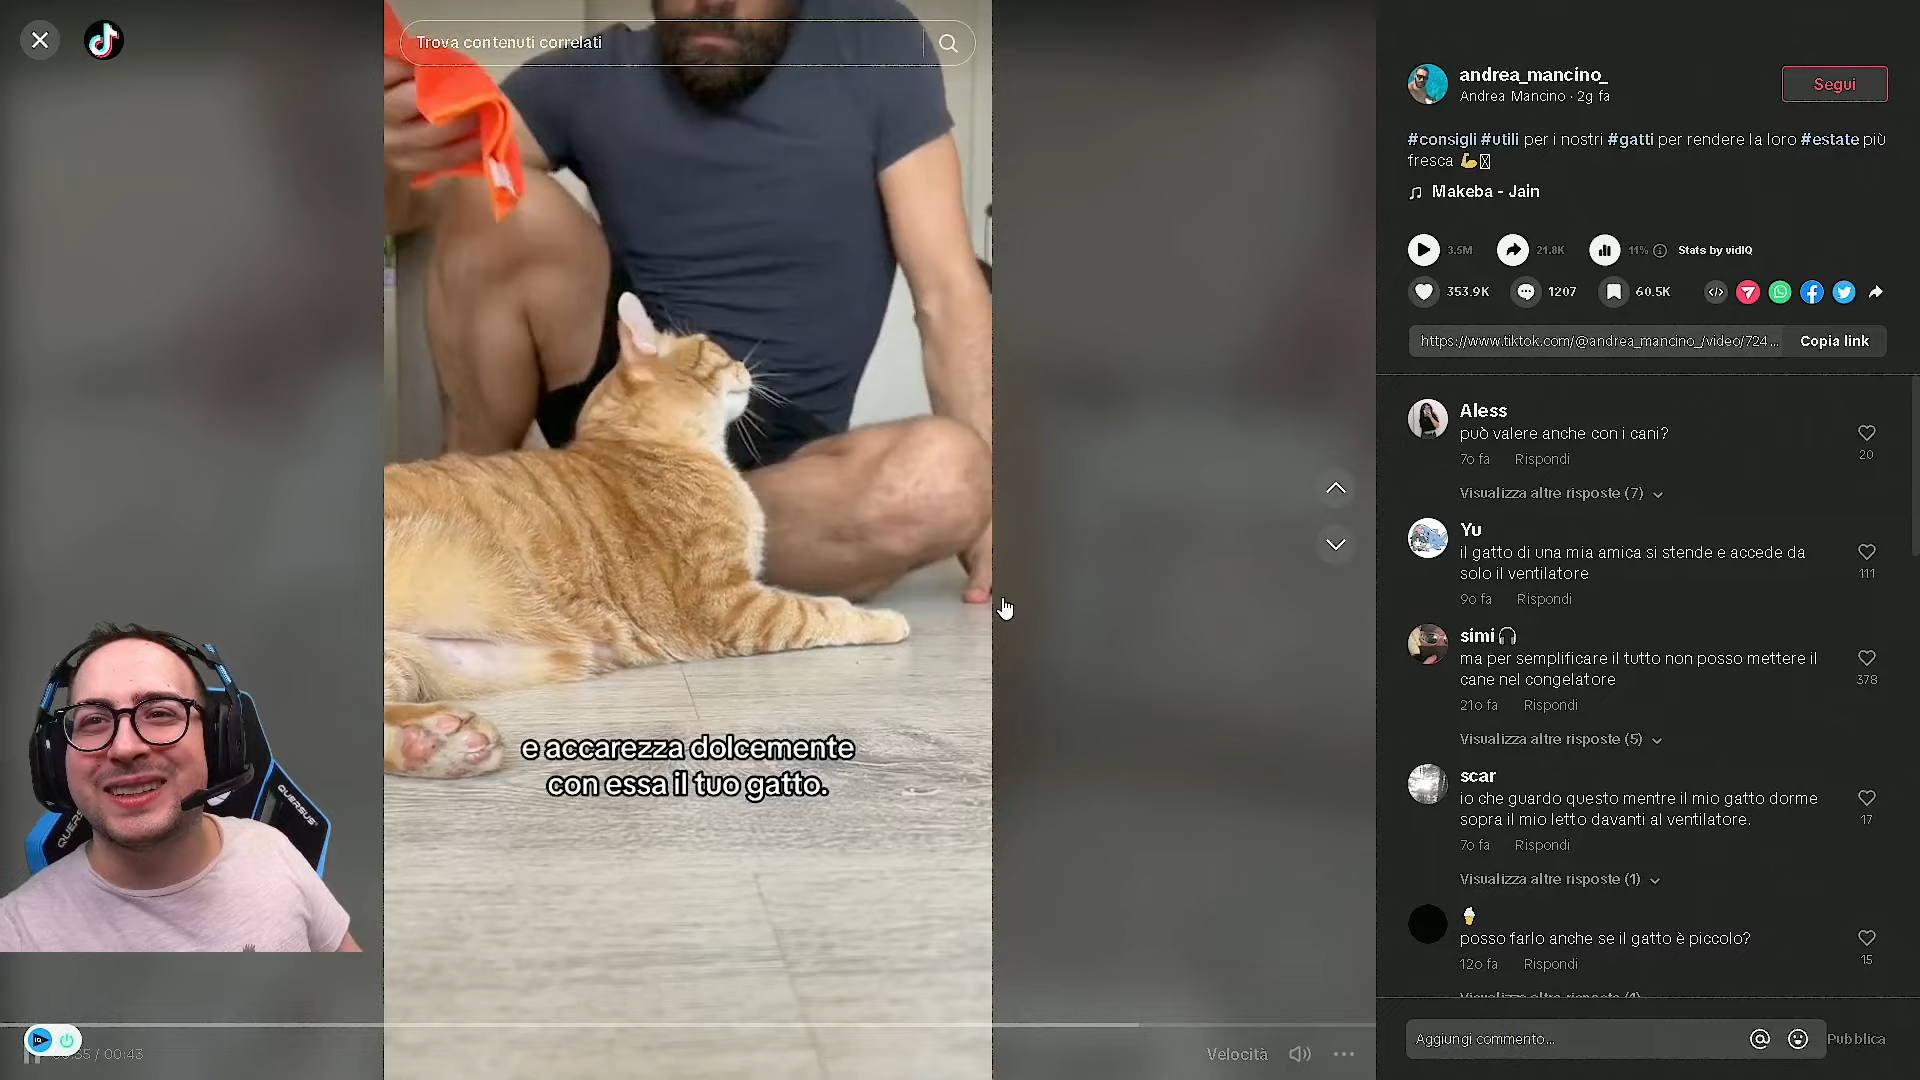 Trova contenuti correlati
andrea_mancino_
Andrea Mancino · 2g fa
Segui
#consigli #utili per i nostri #gatti per rendere la loro #estate più
fresca
Makeba - Jain
3.5M
21.8K
11%
Stats by vidIQ
353.9K
1207
60.5K
https://www.tiktok.com/@andrea_mancino_/video/724...
Copia link
Aless
può valere anche con i cani?
7o fa
Rispondi
20
Visualizza altre risposte (7)
Yu
il gatto di una mia amica si stende e accede da
solo il ventilatore
9o fa
Rispondi
111
simi
ma per semplificare il tutto non posso mettere il
cane nel congelatore
21o fa
Rispondi
378
Visualizza altre risposte (5)
scar
io che guardo questo mentre il mio gatto dorme
sopra il mio letto davanti al ventilatore.
7o fa
Rispondi
17
Visualizza altre risposte (1)
posso farlo anche se il gatto è piccolo?
12o fa
Rispondi
15
Aggiungi commento...
Pubblica
e accarezza dolcemente
con essa il tuo gatto.
QUERSUS
/ 00:43
Velocità